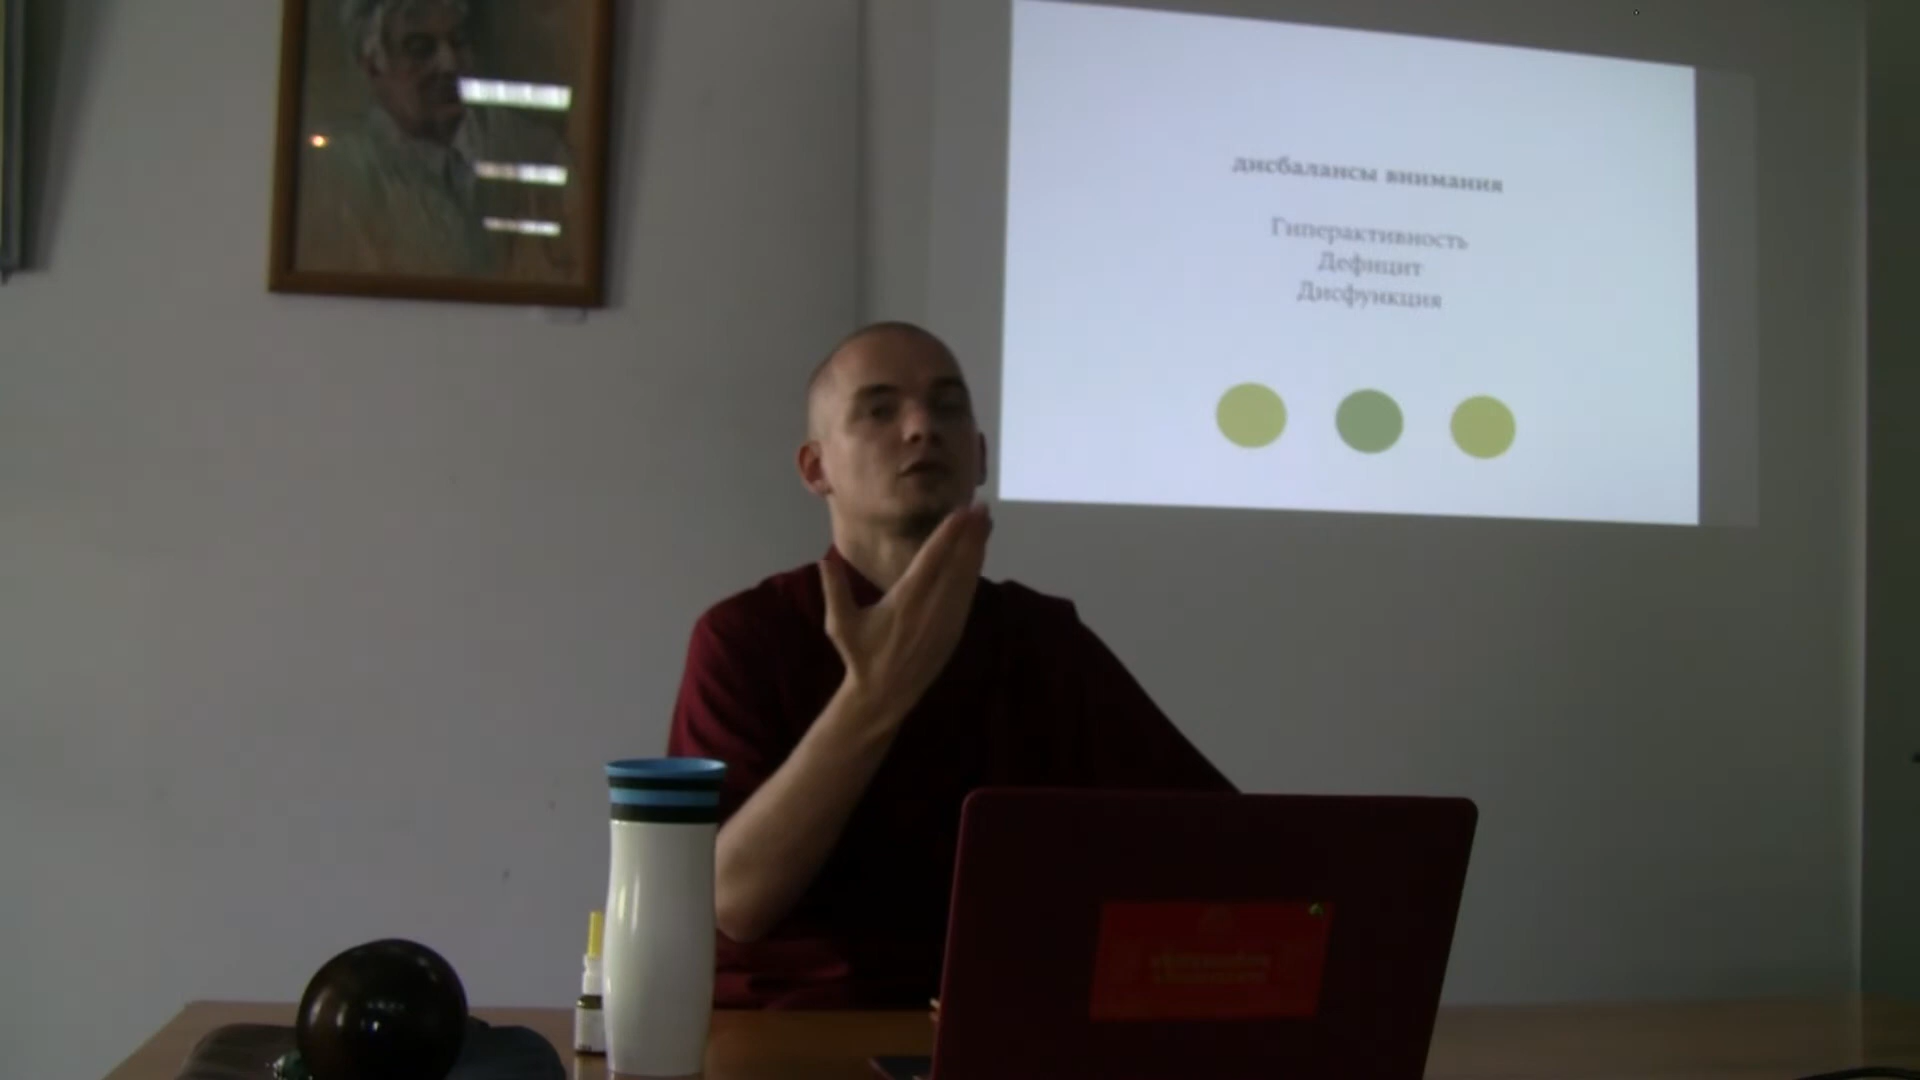 дисбалансы внимания
Гиперактивность
Дефицит
Дисфункция